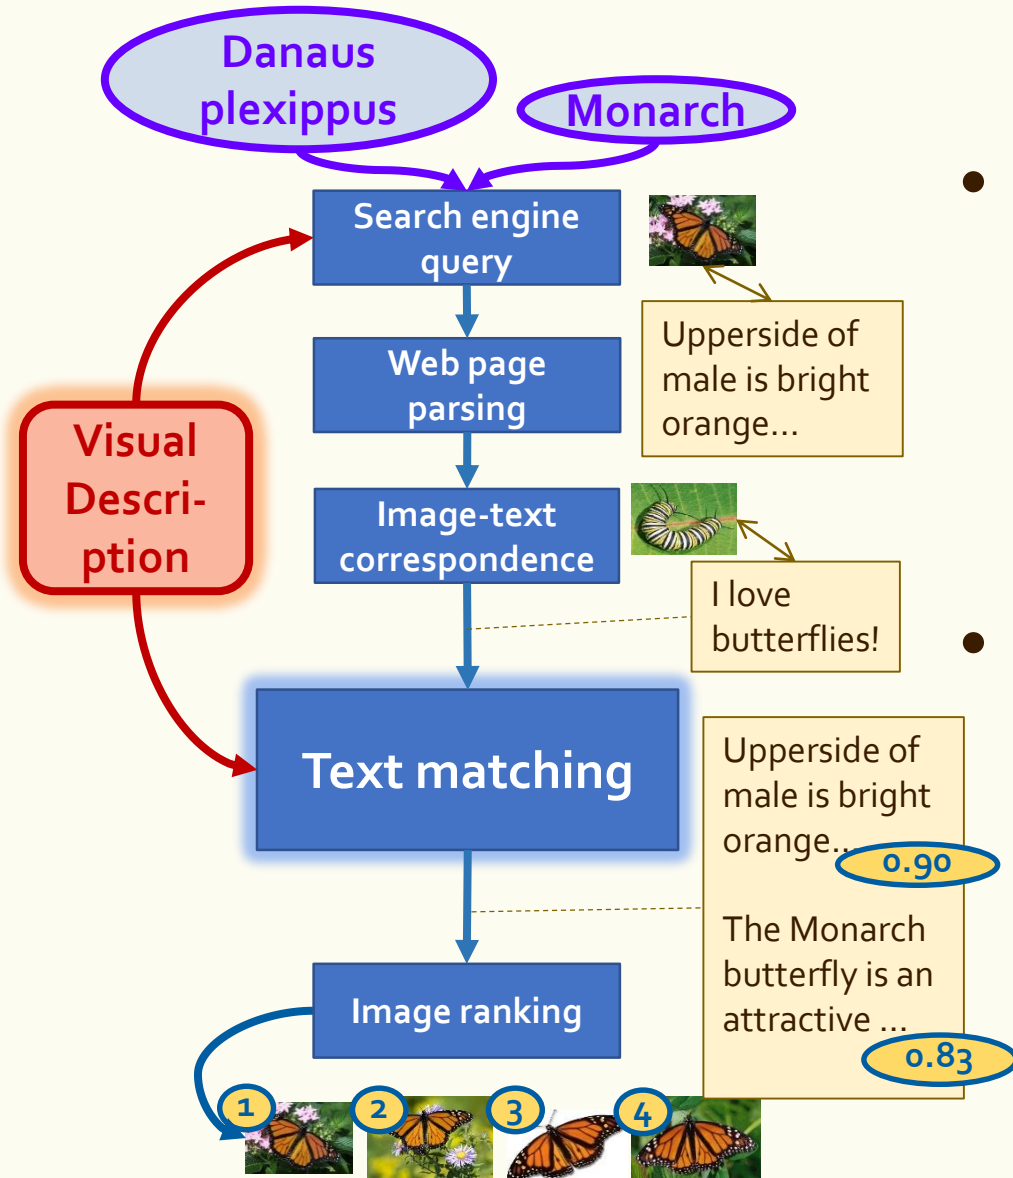 Danaus
plexippus
Monarch
Search engine
query
Upperside of
male is bright
orange...
Web page
parsing
Visual
Descri-
ption
Image-text
correspondence
I love
butterflies!
Text matching
Upperside of
male is bright
orange...
0.90
The Monarch
butterfly is an
attractive ...
0.83
Image ranking
1
2
3
4